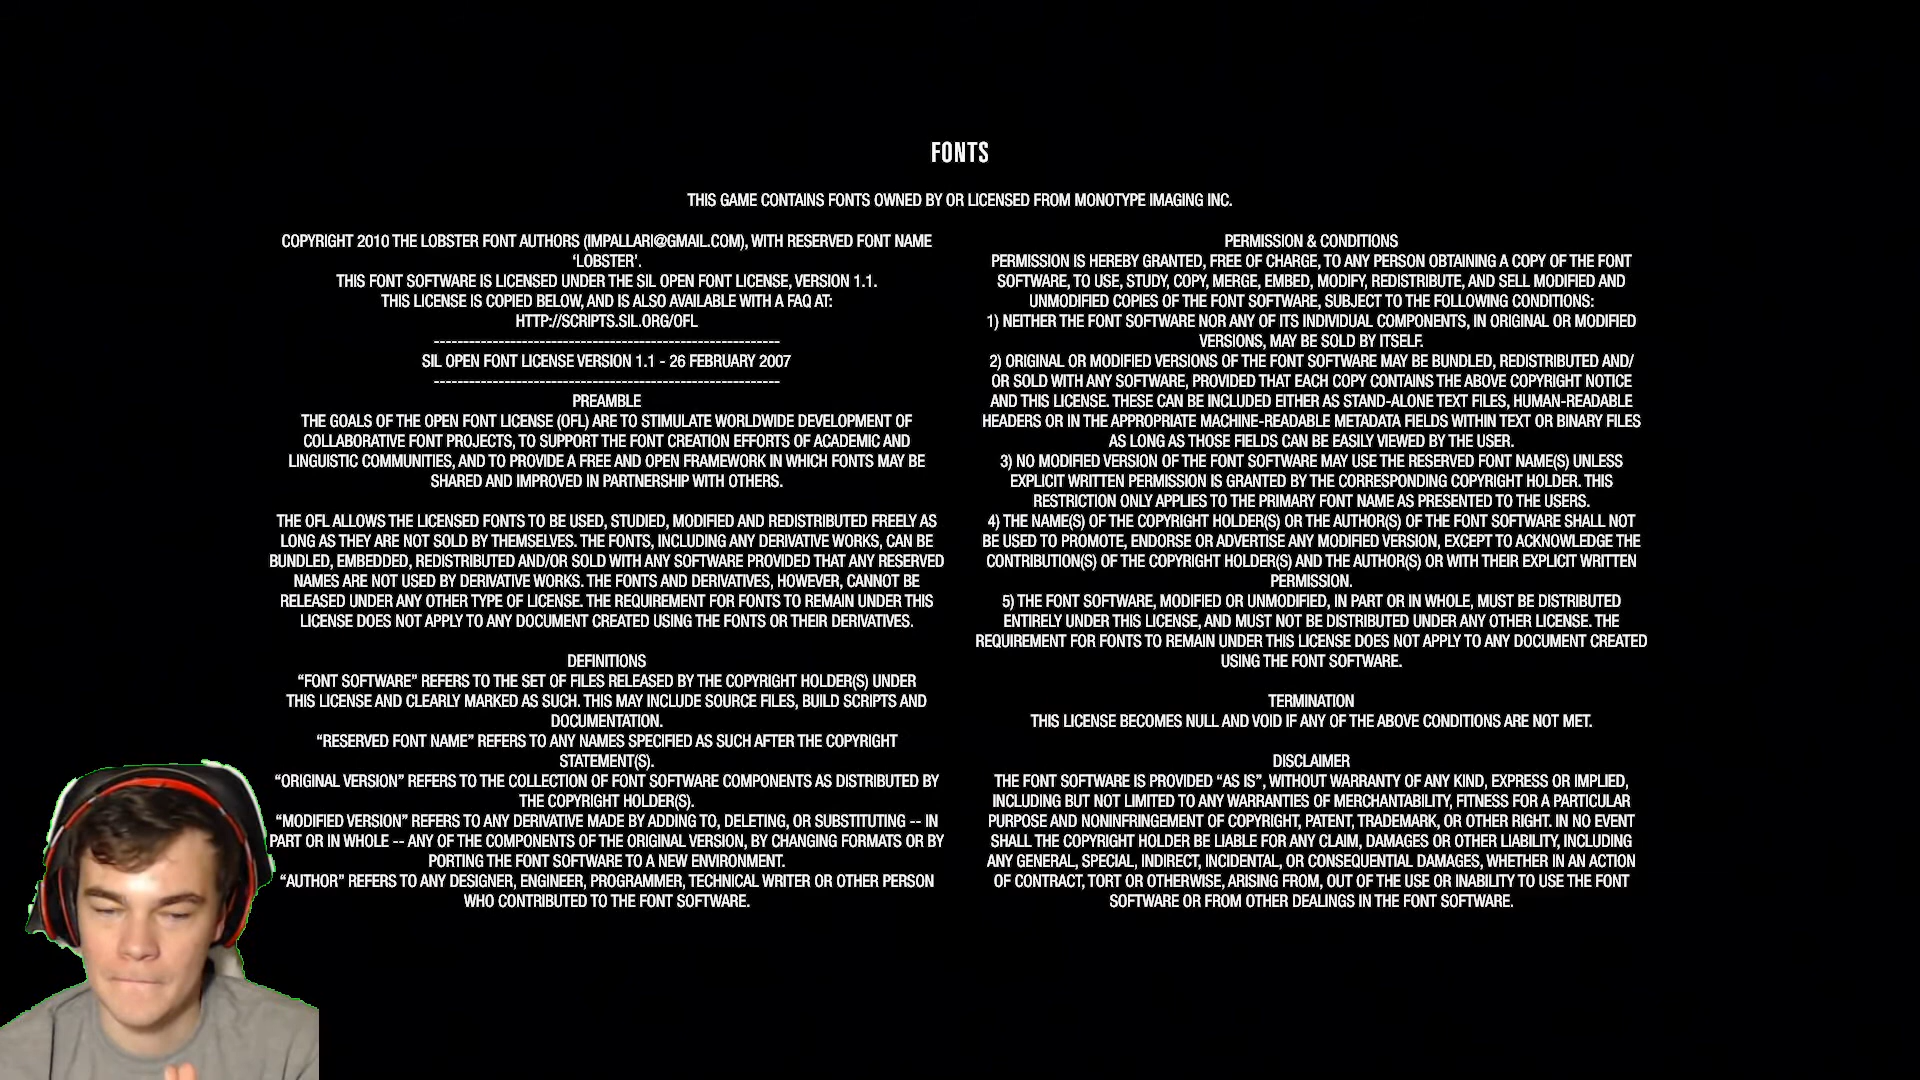 FONTS
THIS GAME CONTAINS FONTS OWNED BY OR LICENSED FROM MONOTYPE IMAGING INC.
COPYRIGHT 2010 THE LOBSTER FONT AUTHORS (IMPALLARI@GMAIL.COM), WITH RESERVED FONT NAME
‘LOBSTER’.
THIS FONT SOFTWARE IS LICENSED UNDER THE SIL OPEN FONT LICENSE, VERSION 1.1.
THIS LICENSE IS COPIED BELOW, AND IS ALSO AVAILABLE WITH A FAQ AT:
HTTP://SCRIPTS.SIL.ORG/OFL
-----------------------------------------------------------
SIL OPEN FONT LICENSE VERSION 1.1 - 26 FEBRUARY 2007
-----------------------------------------------------------
PREAMBLE
THE GOALS OF THE OPEN FONT LICENSE (OFL) ARE TO STIMULATE WORLDWIDE DEVELOPMENT OF
COLLABORATIVE FONT PROJECTS, TO SUPPORT THE FONT CREATION EFFORTS OF ACADEMIC AND
LINGUISTIC COMMUNITIES, AND TO PROVIDE A FREE AND OPEN FRAMEWORK IN WHICH FONTS MAY BE
SHARED AND IMPROVED IN PARTNERSHIP WITH OTHERS.
THE OFL ALLOWS THE LICENSED FONTS TO BE USED, STUDIED, MODIFIED AND REDISTRIBUTED FREELY AS
LONG AS THEY ARE NOT SOLD BY THEMSELVES. THE FONTS, INCLUDING ANY DERIVATIVE WORKS, CAN BE
BUNDLED, EMBEDDED, REDISTRIBUTED AND/OR SOLD WITH ANY SOFTWARE PROVIDED THAT ANY RESERVED
NAMES ARE NOT USED BY DERIVATIVE WORKS. THE FONTS AND DERIVATIVES, HOWEVER, CANNOT BE
RELEASED UNDER ANY OTHER TYPE OF LICENSE. THE REQUIREMENT FOR FONTS TO REMAIN UNDER THIS
LICENSE DOES NOT APPLY TO ANY DOCUMENT CREATED USING THE FONTS OR THEIR DERIVATIVES.
DEFINITIONS
“FONT SOFTWARE” REFERS TO THE SET OF FILES RELEASED BY THE COPYRIGHT HOLDER(S) UNDER
THIS LICENSE AND CLEARLY MARKED AS SUCH. THIS MAY INCLUDE SOURCE FILES, BUILD SCRIPTS AND
DOCUMENTATION.
“RESERVED FONT NAME” REFERS TO ANY NAMES SPECIFIED AS SUCH AFTER THE COPYRIGHT
STATEMENT(S).
“ORIGINAL VERSION” REFERS TO THE COLLECTION OF FONT SOFTWARE COMPONENTS AS DISTRIBUTED BY
THE COPYRIGHT HOLDER(S).
“MODIFIED VERSION” REFERS TO ANY DERIVATIVE MADE BY ADDING TO, DELETING, OR SUBSTITUTING -- IN
PART OR IN WHOLE -- ANY OF THE COMPONENTS OF THE ORIGINAL VERSION, BY CHANGING FORMATS OR BY
PORTING THE FONT SOFTWARE TO A NEW ENVIRONMENT.
“AUTHOR” REFERS TO ANY DESIGNER, ENGINEER, PROGRAMMER, TECHNICAL WRITER OR OTHER PERSON
WHO CONTRIBUTED TO THE FONT SOFTWARE.
PERMISSION & CONDITIONS
PERMISSION IS HEREBY GRANTED, FREE OF CHARGE, TO ANY PERSON OBTAINING A COPY OF THE FONT
SOFTWARE, TO USE, STUDY, COPY, MERGE, EMBED, MODIFY, REDISTRIBUTE, AND SELL MODIFIED AND
UNMODIFIED COPIES OF THE FONT SOFTWARE, SUBJECT TO THE FOLLOWING CONDITIONS:
1) NEITHER THE FONT SOFTWARE NOR ANY OF ITS INDIVIDUAL COMPONENTS, IN ORIGINAL OR MODIFIED
VERSIONS, MAY BE SOLD BY ITSELF.
2) ORIGINAL OR MODIFIED VERSIONS OF THE FONT SOFTWARE MAY BE BUNDLED, REDISTRIBUTED AND/
OR SOLD WITH ANY SOFTWARE, PROVIDED THAT EACH COPY CONTAINS THE ABOVE COPYRIGHT NOTICE
AND THIS LICENSE. THESE CAN BE INCLUDED EITHER AS STAND-ALONE TEXT FILES, HUMAN-READABLE
HEADERS OR IN THE APPROPRIATE MACHINE-READABLE METADATA FIELDS WITHIN TEXT OR BINARY FILES
AS LONG AS THOSE FIELDS CAN BE EASILY VIEWED BY THE USER.
3) NO MODIFIED VERSION OF THE FONT SOFTWARE MAY USE THE RESERVED FONT NAME(S) UNLESS
EXPLICIT WRITTEN PERMISSION IS GRANTED BY THE CORRESPONDING COPYRIGHT HOLDER. THIS
RESTRICTION ONLY APPLIES TO THE PRIMARY FONT NAME AS PRESENTED TO THE USERS.
4) THE NAME(S) OF THE COPYRIGHT HOLDER(S) OR THE AUTHOR(S) OF THE FONT SOFTWARE SHALL NOT
BE USED TO PROMOTE, ENDORSE OR ADVERTISE ANY MODIFIED VERSION, EXCEPT TO ACKNOWLEDGE THE
CONTRIBUTION(S) OF THE COPYRIGHT HOLDER(S) AND THE AUTHOR(S) OR WITH THEIR EXPLICIT WRITTEN
PERMISSION.
5) THE FONT SOFTWARE, MODIFIED OR UNMODIFIED, IN PART OR IN WHOLE, MUST BE DISTRIBUTED
ENTIRELY UNDER THIS LICENSE, AND MUST NOT BE DISTRIBUTED UNDER ANY OTHER LICENSE. THE
REQUIREMENT FOR FONTS TO REMAIN UNDER THIS LICENSE DOES NOT APPLY TO ANY DOCUMENT CREATED
USING THE FONT SOFTWARE.
TERMINATION
THIS LICENSE BECOMES NULL AND VOID IF ANY OF THE ABOVE CONDITIONS ARE NOT MET.
DISCLAIMER
THE FONT SOFTWARE IS PROVIDED “AS IS”, WITHOUT WARRANTY OF ANY KIND, EXPRESS OR IMPLIED,
INCLUDING BUT NOT LIMITED TO ANY WARRANTIES OF MERCHANTABILITY, FITNESS FOR A PARTICULAR
PURPOSE AND NONINFRINGEMENT OF COPYRIGHT, PATENT, TRADEMARK, OR OTHER RIGHT. IN NO EVENT
SHALL THE COPYRIGHT HOLDER BE LIABLE FOR ANY CLAIM, DAMAGES OR OTHER LIABILITY, INCLUDING
ANY GENERAL, SPECIAL, INDIRECT, INCIDENTAL, OR CONSEQUENTIAL DAMAGES, WHETHER IN AN ACTION
OF CONTRACT, TORT OR OTHERWISE, ARISING FROM, OUT OF THE USE OR INABILITY TO USE THE FONT
SOFTWARE OR FROM OTHER DEALINGS IN THE FONT SOFTWARE.